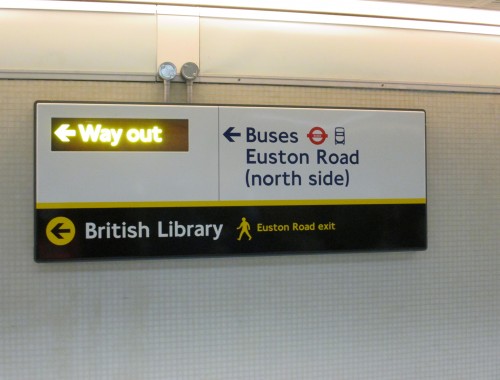 Way out
Buses
Euston Road
(north side)
British Library
Euston Road exit